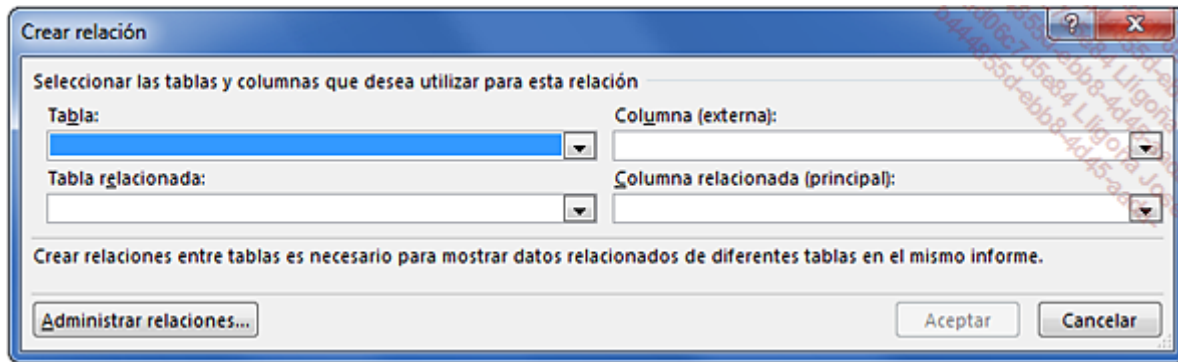 Crear relación
Seleccionar las tablas y columnas que desea utilizar para esta relación
Tabla:
Columna (externa):
Tabla relacionada:
Columna relacionada (principal):
Crear relaciones entre tablas es necesario para mostrar datos relacionados de diferentes tablas en el mismo informe.
Administrar relaciones...
Aceptar
Cancelar